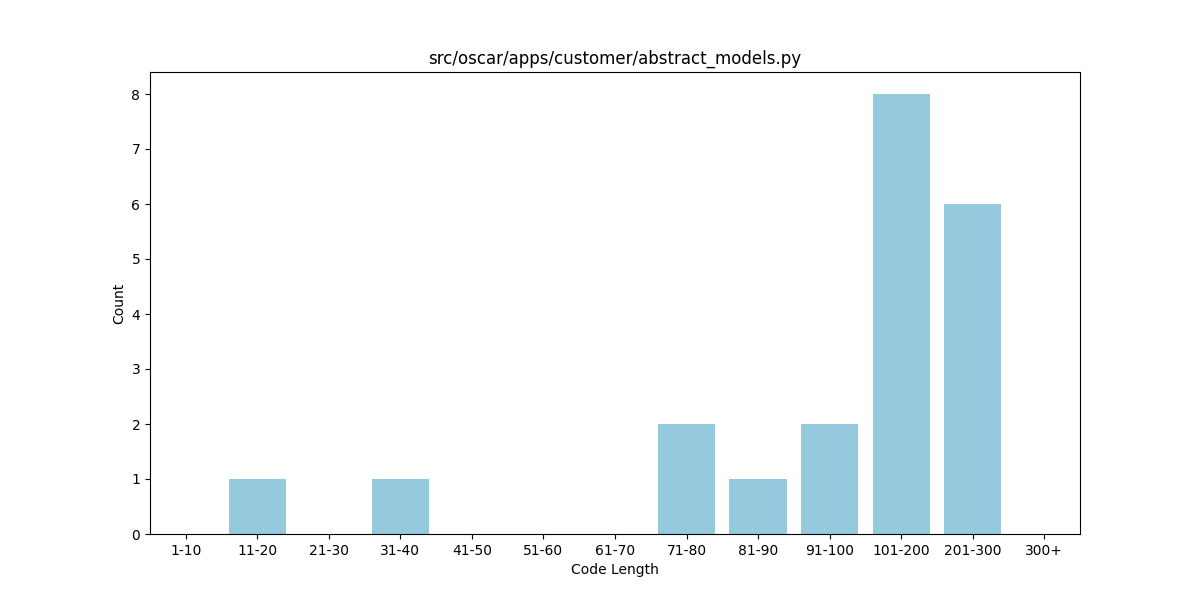 src/oscar/apps/customer/abstract_models.py
8
7
6
5
4
3
2
1
0
Count
1-10 11-20 21-30 31-40 41-50 51-60 61-70 71-80 81-90 91-100 101-200 201-300 300+
Code Length